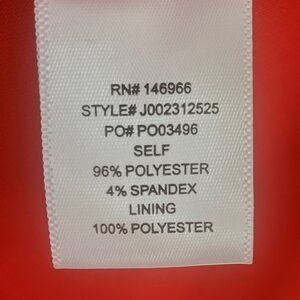 RN# 146966
STYLE# J002312525
PO# PO03496
SELF
96% POLYESTER
4% SPANDEX
LINING
100% POLYESTER